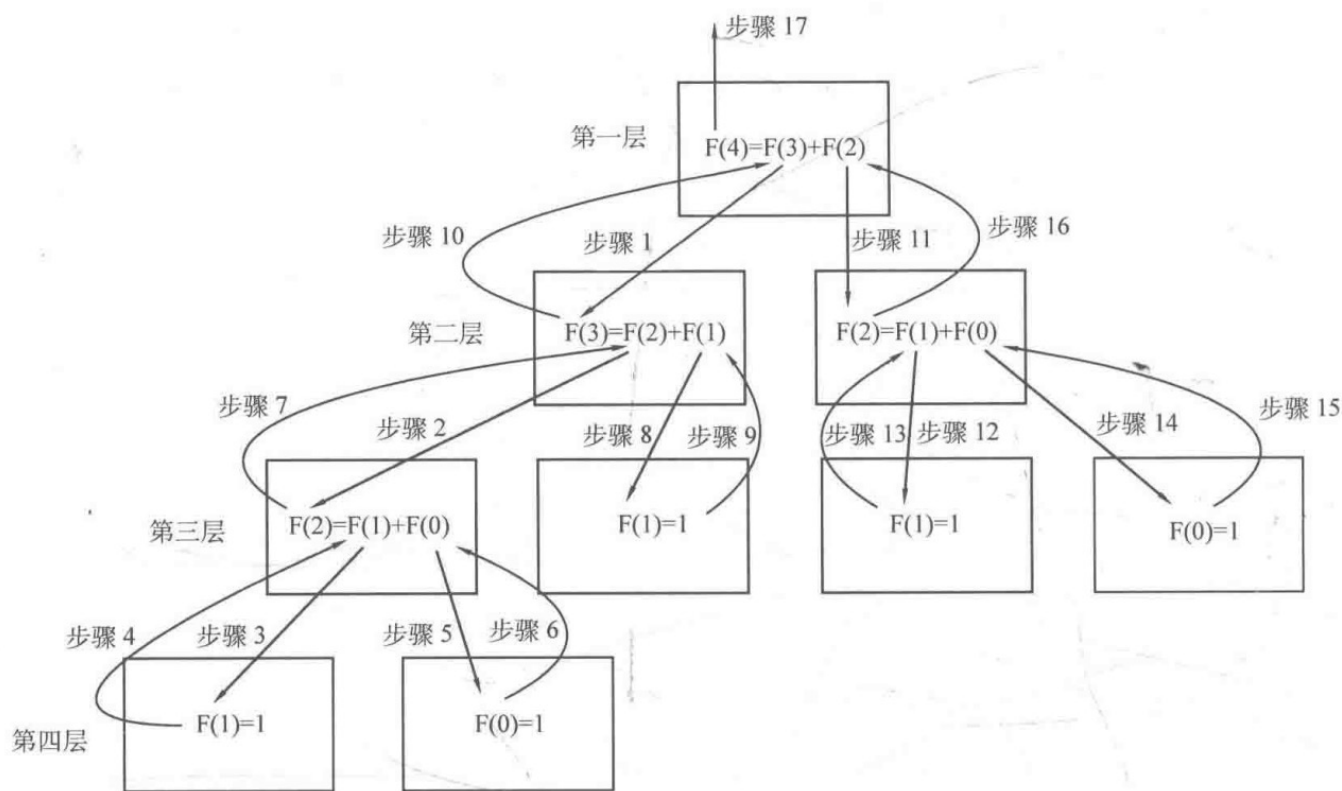 步骤 17
第一层
F(4)=F(3)+F(2)
步骤 10
步骤 1
步骤 11
步骤 16
第二层
F(3)=F(2)+F(1)
F(2)=F(1)+F(0)
步骤 7
步骤 2
步骤 8
步骤 9
步骤 13
步骤 12
步骤 14
步骤 15
第三层
F(2)=F(1)+F(0)
F(1)=1
F(1)=1
F(0)=1
步骤 4
步骤 3
步骤 5
步骤 6
第四层
F(1)=1
F(0)=1